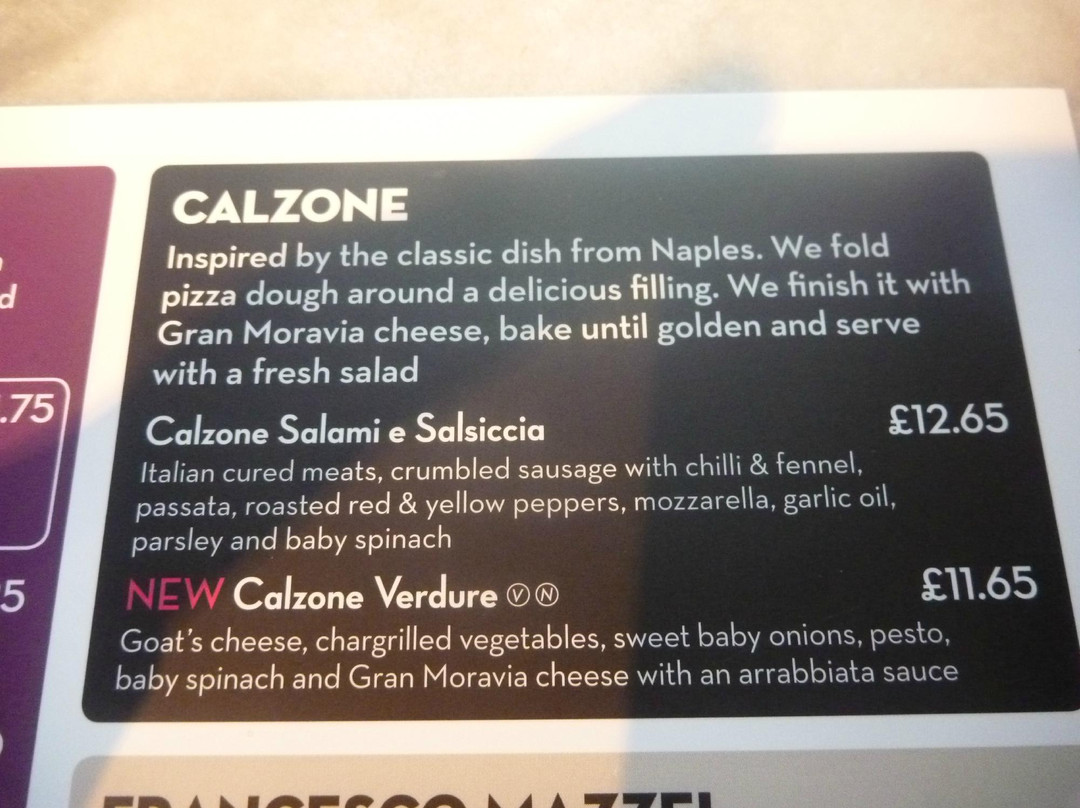 CALZONE
Inspired by the classic dish from Naples. We fold
pizza dough around a delicious filling. We finish it with
Gran Moravia cheese, bake until golden and serve
with a fresh salad
Calzone Salami e Salsiccia £12.65
Italian cured meats, crumbled sausage with chilli & fennel,
passata, roasted red & yellow peppers, mozzarella, garlic oil,
parsley and baby spinach
NEW Calzone Verdure Ⓥ Ⓝ £11.65
Goat's cheese, chargrilled vegetables, sweet baby onions, pesto,
baby spinach and Gran Moravia cheese with an arrabbiata sauce
FRANCESCO MAZZEI
.75